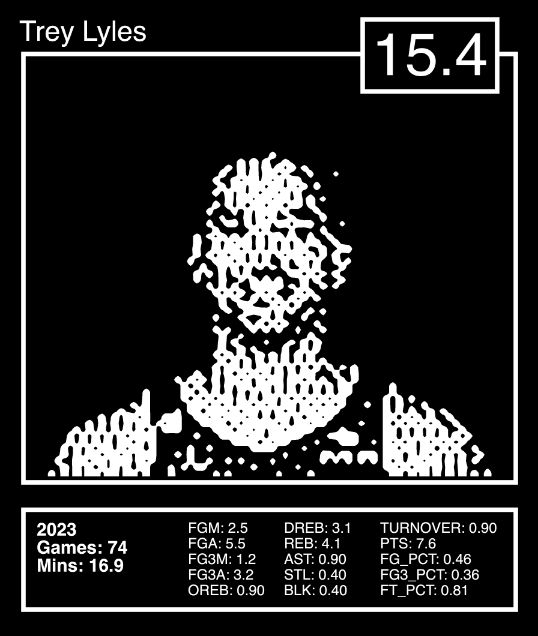 Trey Lyles
15.4
2023
Games: 74
Mins: 16.9
FGM: 2.5
FGA: 5.5
FG3M: 1.2
FG3A: 3.2
OREB: 0.90
DREB: 3.1
REB: 4.1
AST: 0.90
STL: 0.40
BLK: 0.40
TURNOVER: 0.90
PTS: 7.6
FG_PCT: 0.46
FG3_PCT: 0.36
FT_PCT: 0.81